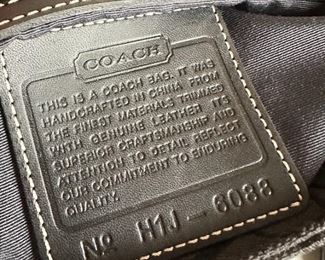 COACH
THIS IS A COACH BAG. IT WAS
HANDCRAFTED IN CHINA FROM
THE FINEST MATERIALS TRIMMED
WITH GENUINE LEATHER. ITS
SUPERIOR CRAFTSMANSHIP AND
ATTENTION TO DETAIL REFLECT
OUR COMMITMENT TO ENDURING
QUALITY.
Nº H1J-6088